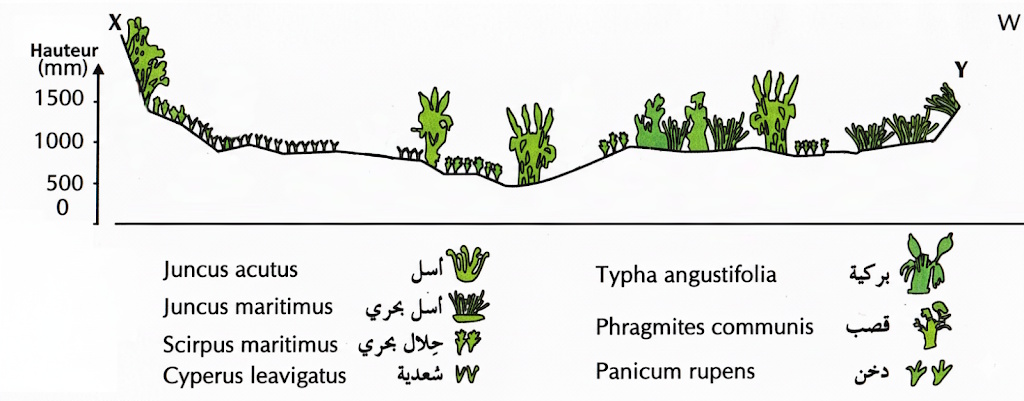 X
W
Hauteur
(mm)
Y
1500
1000
500
0
Juncus acutus أسل
Juncus maritimus أسل بحري
Scirpus maritimus حِلال بحري
Cyperus leavigatus شعدية
Typha angustifolia بركية
Phragmites communis قصب
Panicum rupens دخن